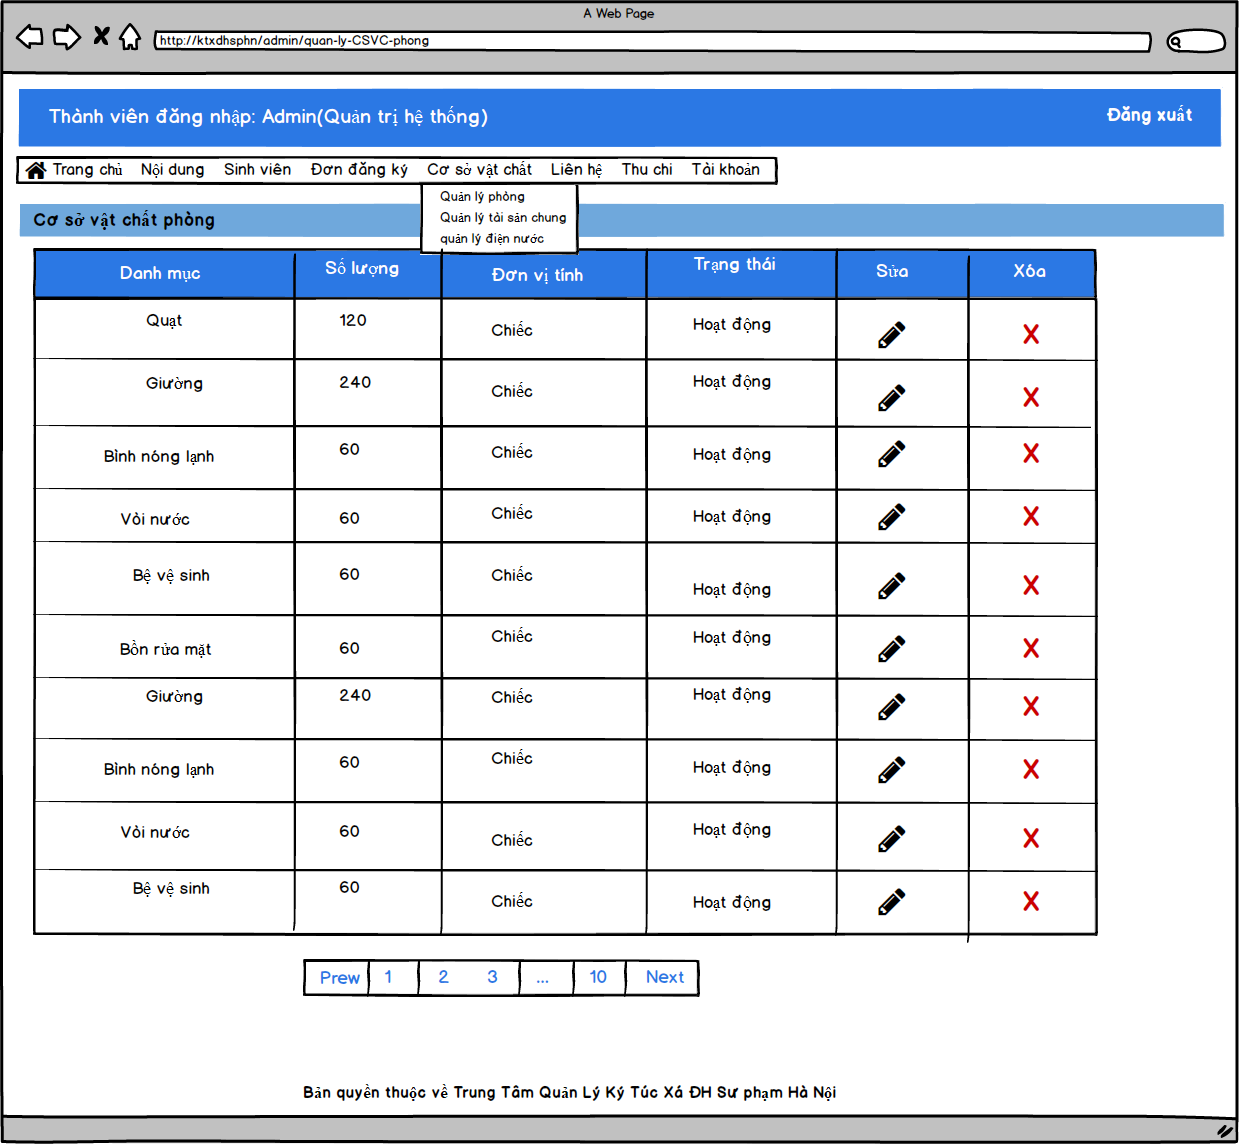 A Web Page
http://ktxdhsphn/admin/quan-ly-CSVC-phong
Thành viên đăng nhập: Admin(Quản trị hệ thống)
Đăng xuất
Trang chủ Nội dung Sinh viên Đơn đăng ký Cơ sở vật chất Liên hệ Thu chi Tài khoản
Quản lý phòng
Quản lý tài sản chung
quản lý điện nước
Cơ sở vật chất phòng
Danh mục Số lượng Đơn vị tính Trạng thái Sửa Xóa
Quạt 120 Chiếc Hoạt động X
Giường 240 Chiếc Hoạt động X
Bình nóng lạnh 60 Chiếc Hoạt động X
Vòi nước 60 Chiếc Hoạt động X
Bệ vệ sinh 60 Chiếc Hoạt động X
Bồn rửa mặt 60 Chiếc Hoạt động X
Giường 240 Chiếc Hoạt động X
Bình nóng lạnh 60 Chiếc Hoạt động X
Vòi nước 60 Chiếc Hoạt động X
Bệ vệ sinh 60 Chiếc Hoạt động X
Prew 1 2 3 ... 10 Next
Bản quyền thuộc về Trung Tâm Quản Lý Ký Túc Xá ĐH Sư phạm Hà Nội